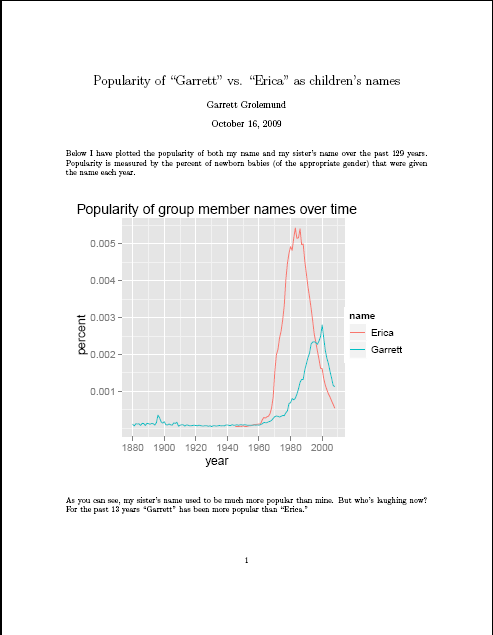 Popularity of “Garrett” vs. “Erica” as children’s names
Garrett Grolemund
October 16, 2009
Below I have plotted the popularity of both my name and my sister’s name over the past 129 years.
Popularity is measured by the percent of newborn babies (of the appropriate gender) that were given
the name each year.
Popularity of group member names over time
0.005
0.004
0.003
0.002
0.001
percent
1880 1900 1920 1940 1960 1980 2000
year
name
Erica
Garrett
As you can see, my sister’s name used to be much more popular than mine. But who’s laughing now?
For the past 13 years “Garrett” has been more popular than “Erica.”
1